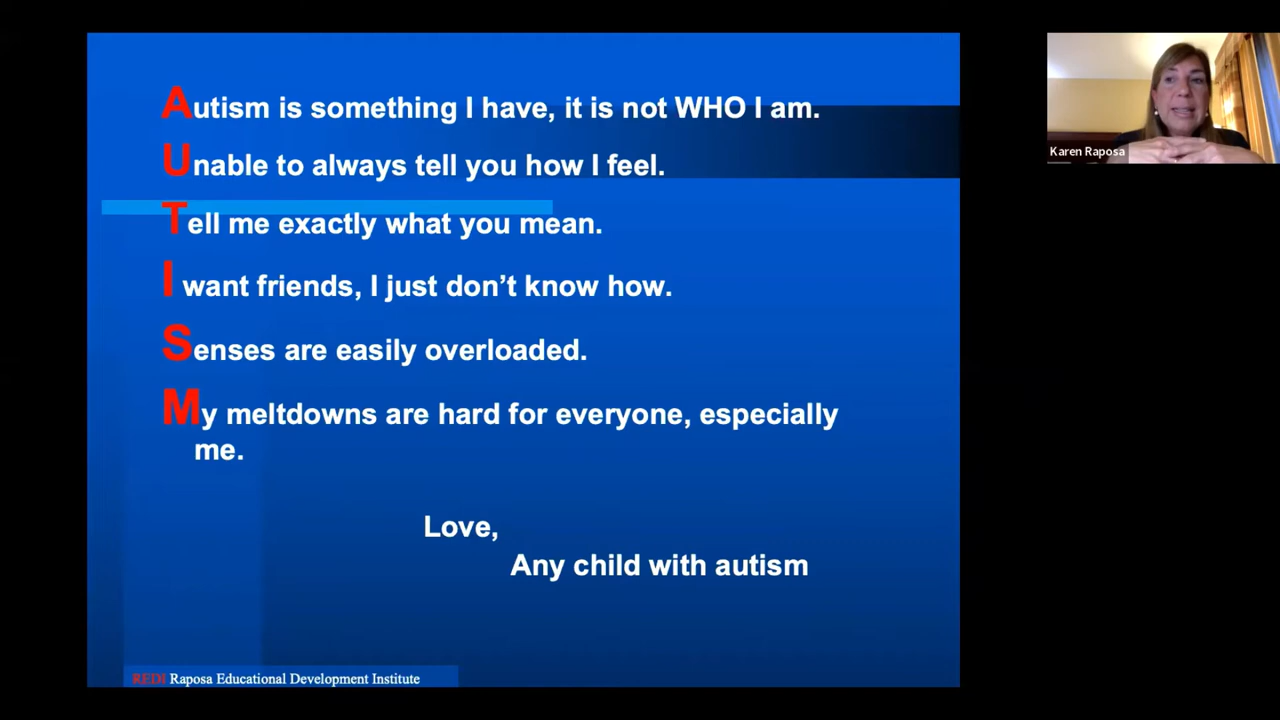 Autism is something I have, it is not WHO I am.
Unable to always tell you how I feel.
Tell me exactly what you mean.
I want friends, I just don’t know how.
Senses are easily overloaded.
My meltdowns are hard for everyone, especially
me.
Love,
Any child with autism
REDI Raposa Educational Development Institute
Karen Raposa